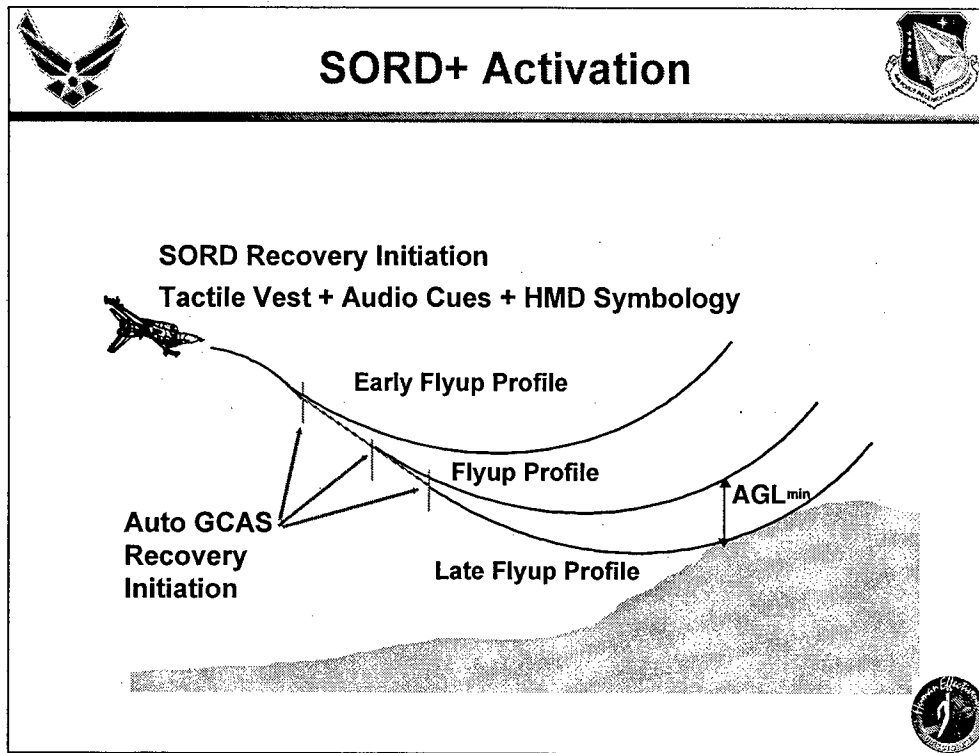 SORD+ Activation
SORD Recovery Initiation
Tactile Vest + Audio Cues + HMD Symbology
Early Flyup Profile
Flyup Profile
AGLmin
Auto GCAS
Recovery
Initiation
Late Flyup Profile